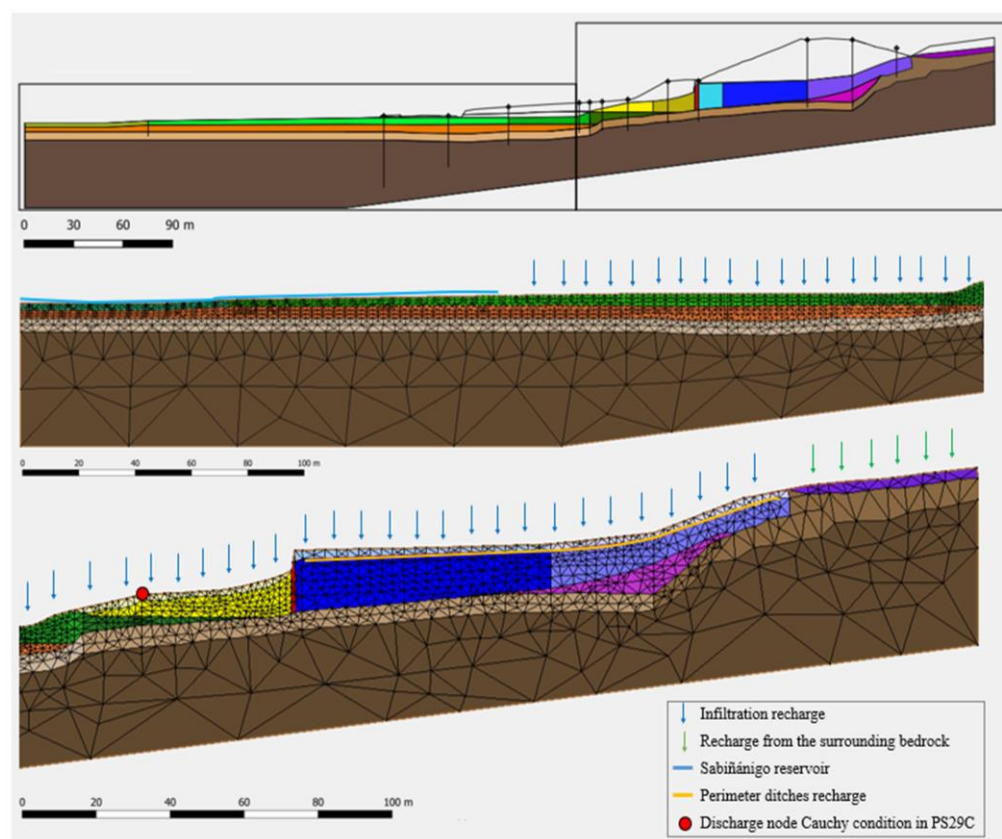 0 30 60 90 m
0 20 40 60 80 100 m
0 20 40 60 80 100 m
Infiltration recharge
Recharge from the surrounding bedrock
Sabiñánigo reservoir
Perimeter ditches recharge
Discharge node Cauchy condition in PS29C